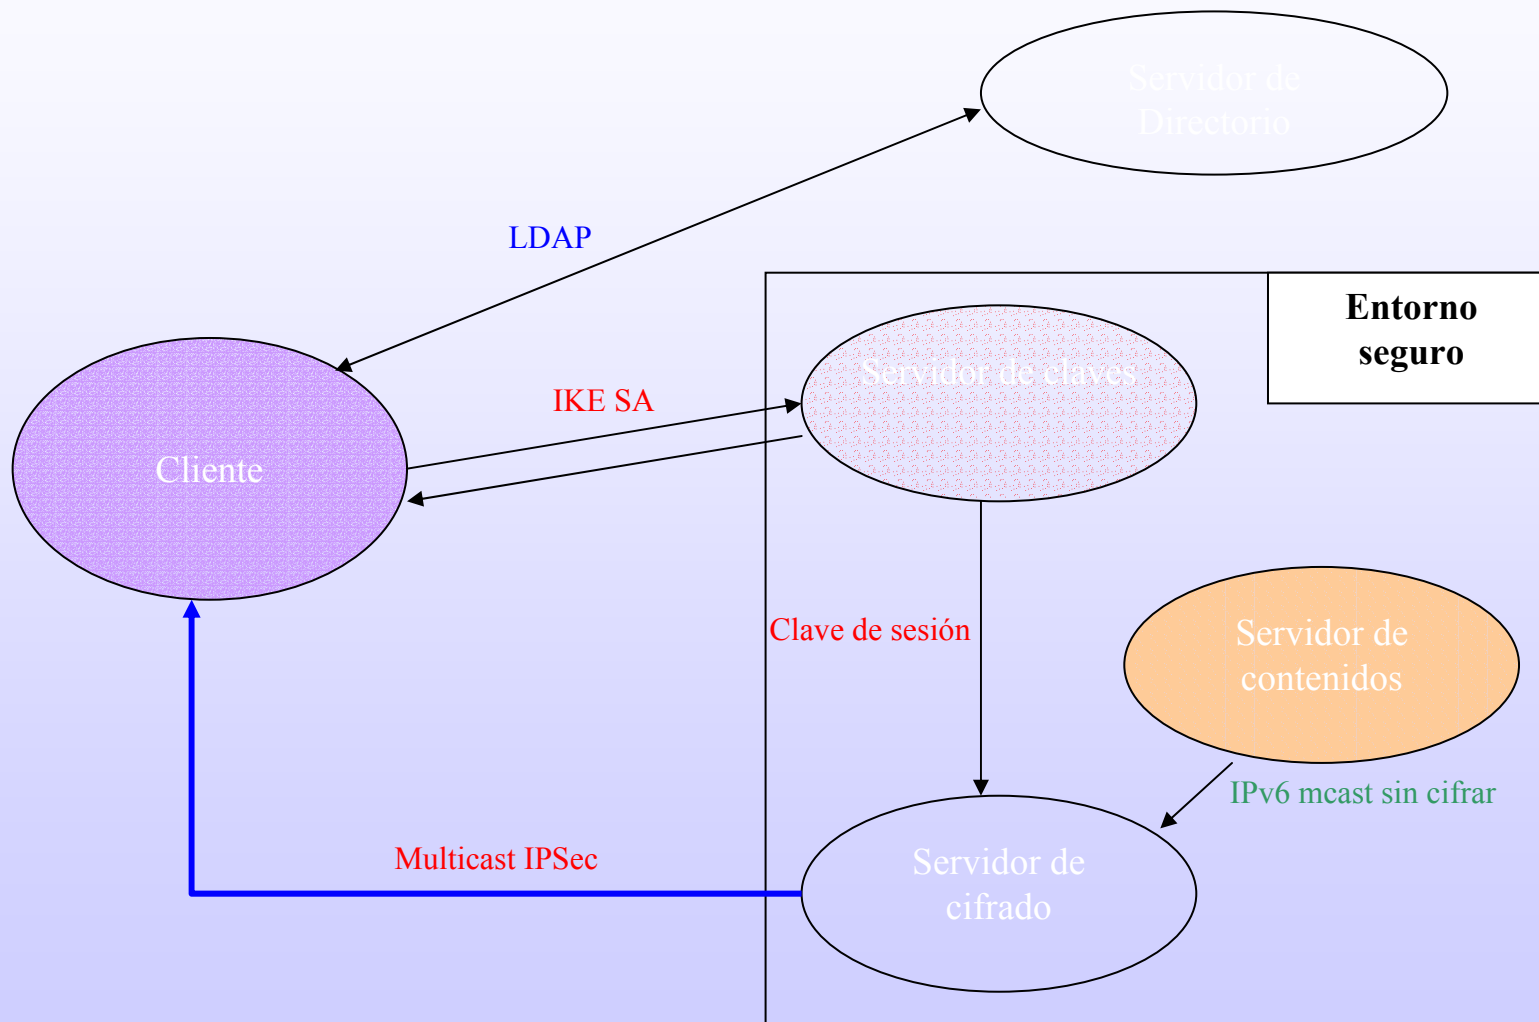 Servidor de
Directorio
LDAP
Entorno
seguro
Servidor de claves
IKE SA
Cliente
Clave de sesión
Servidor de
contenidos
IPv6 mcast sin cifrar
Multicast IPSec
Servidor de
cifrado